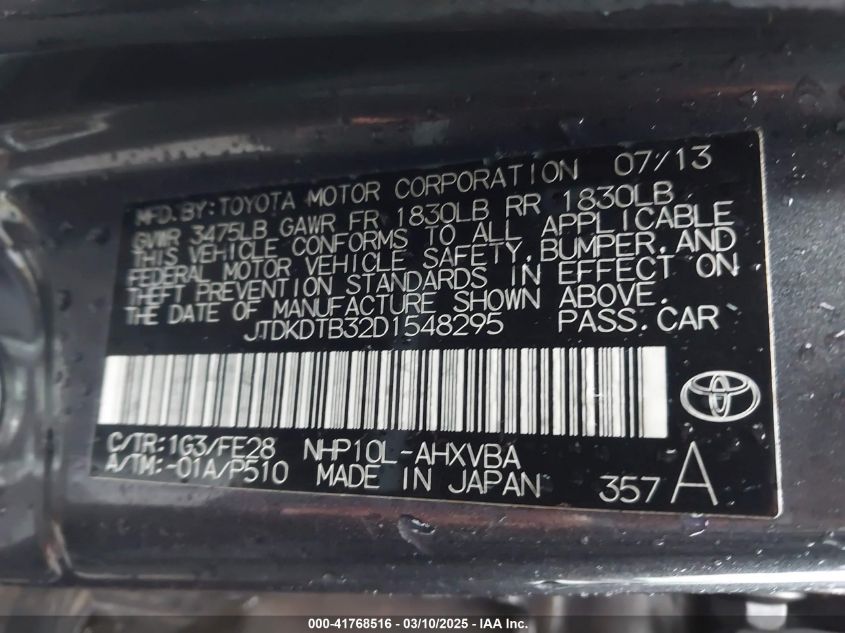 MFD.BY:TOYOTA MOTOR CORPORATION 07/13
GVWR 3475LB GAWR FR 1830LB RR 1830LB
THIS VEHICLE CONFORMS TO ALL APPLICABLE
FEDERAL MOTOR VEHICLE SAFETY,BUMPER,AND
THEFT PREVENTION STANDARDS IN EFFECT ON
THE DATE OF MANUFACTURE SHOWN ABOVE.
JTDKDTB32D1548295 PASS.CAR
C/TR:1G3/FE28 NHP10L-AHXVBA
A/TM:-01A/P510 MADE IN JAPAN 357 A
000-41768516 - 03/10/2025 - IAA Inc.